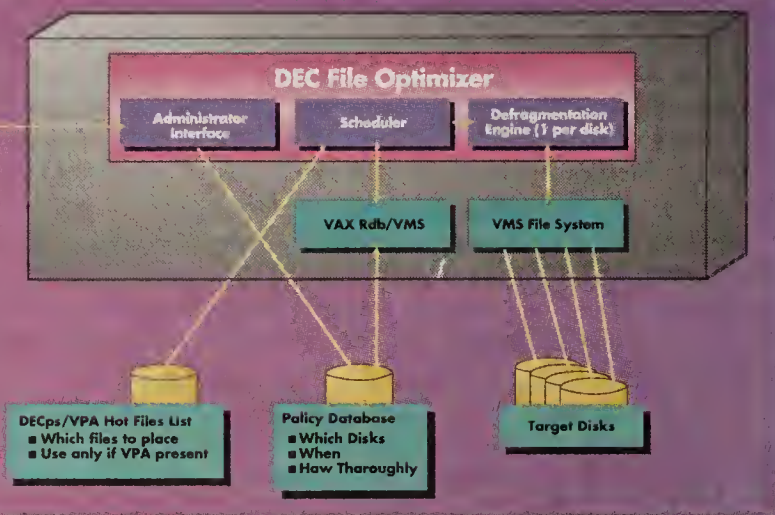 DEC File Optimizer
Administrator
Interface
Scheduler
Defragmentation
Engine (1 per disk)
VAX Rdb/VMS
VMS File System
DECps/VPA Hot Files List
■ Which files to place
■ Use only if VPA present
Policy Database
■ Which Disks
■ When
■ How Thoroughly
Target Disks